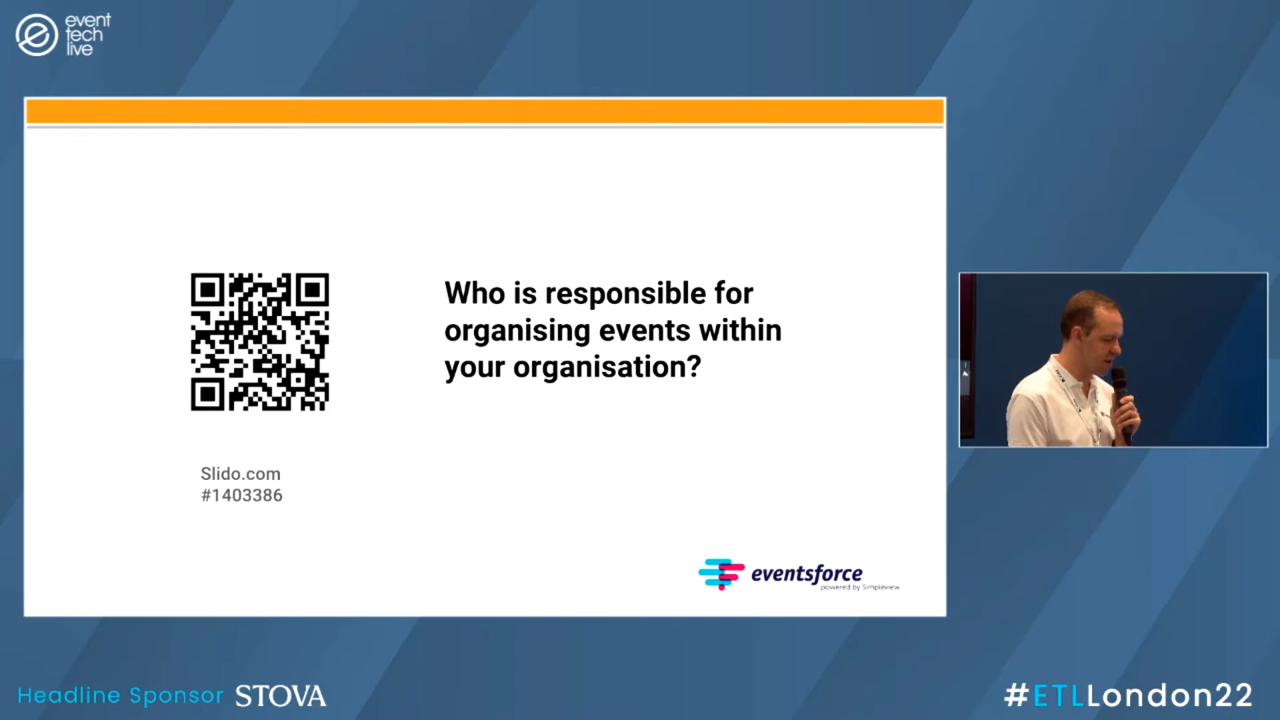 event
tech
live
Who is responsible for
organising events within
your organisation?
Slido.com
#1403386
eventsforce
powered by Simpleview
Headline Sponsor STOVA
#ETLLondon22